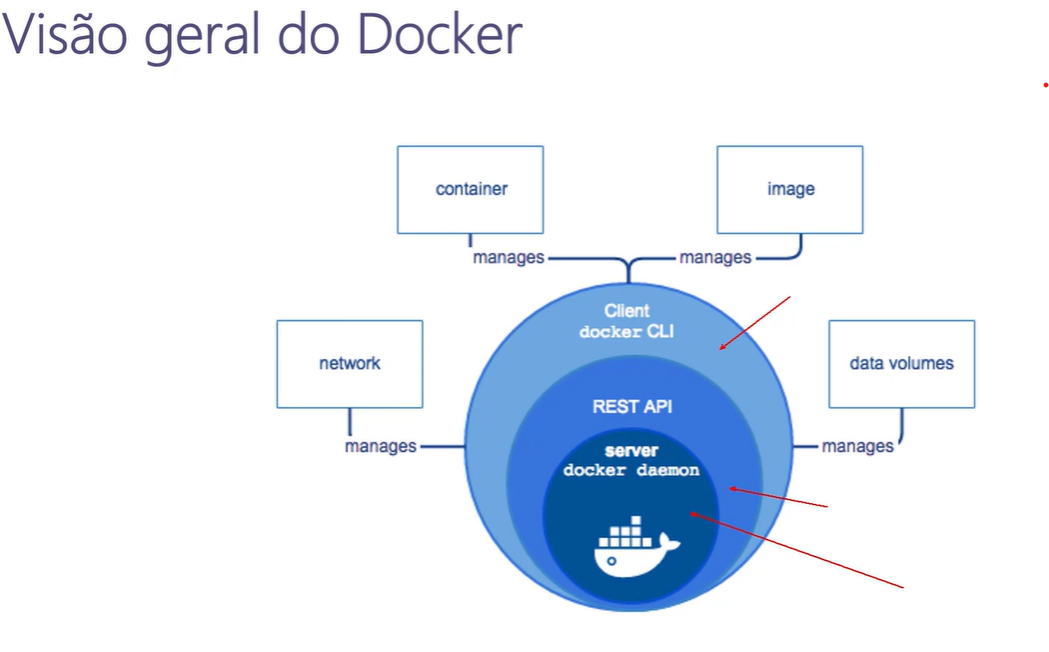 Visão geral do Docker
container
image
manages
manages
Client
docker CLI
network
data volumes
REST API
manages
manages
server
docker daemon